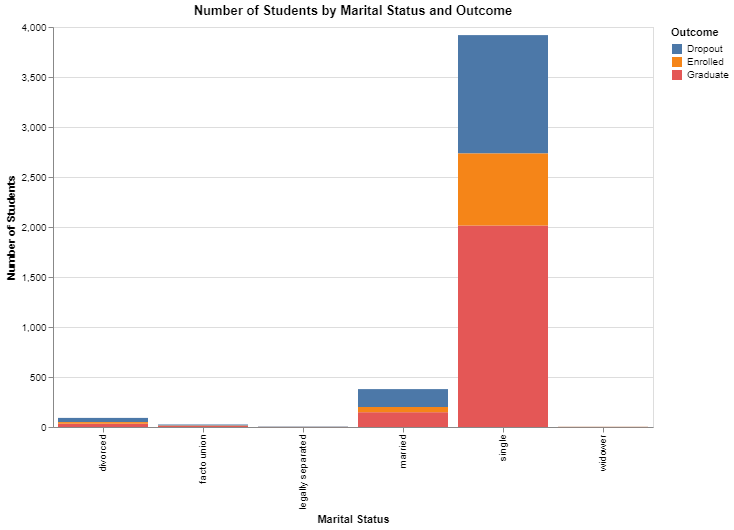 Number of Students by Marital Status and Outcome
4,000
3,500
3,000
2,500
2,000
1,500
1,000
500
0
Number of Students
divorced
facto union
legally separated
married
single
widower
Marital Status
Outcome
Dropout
Enrolled
Graduate